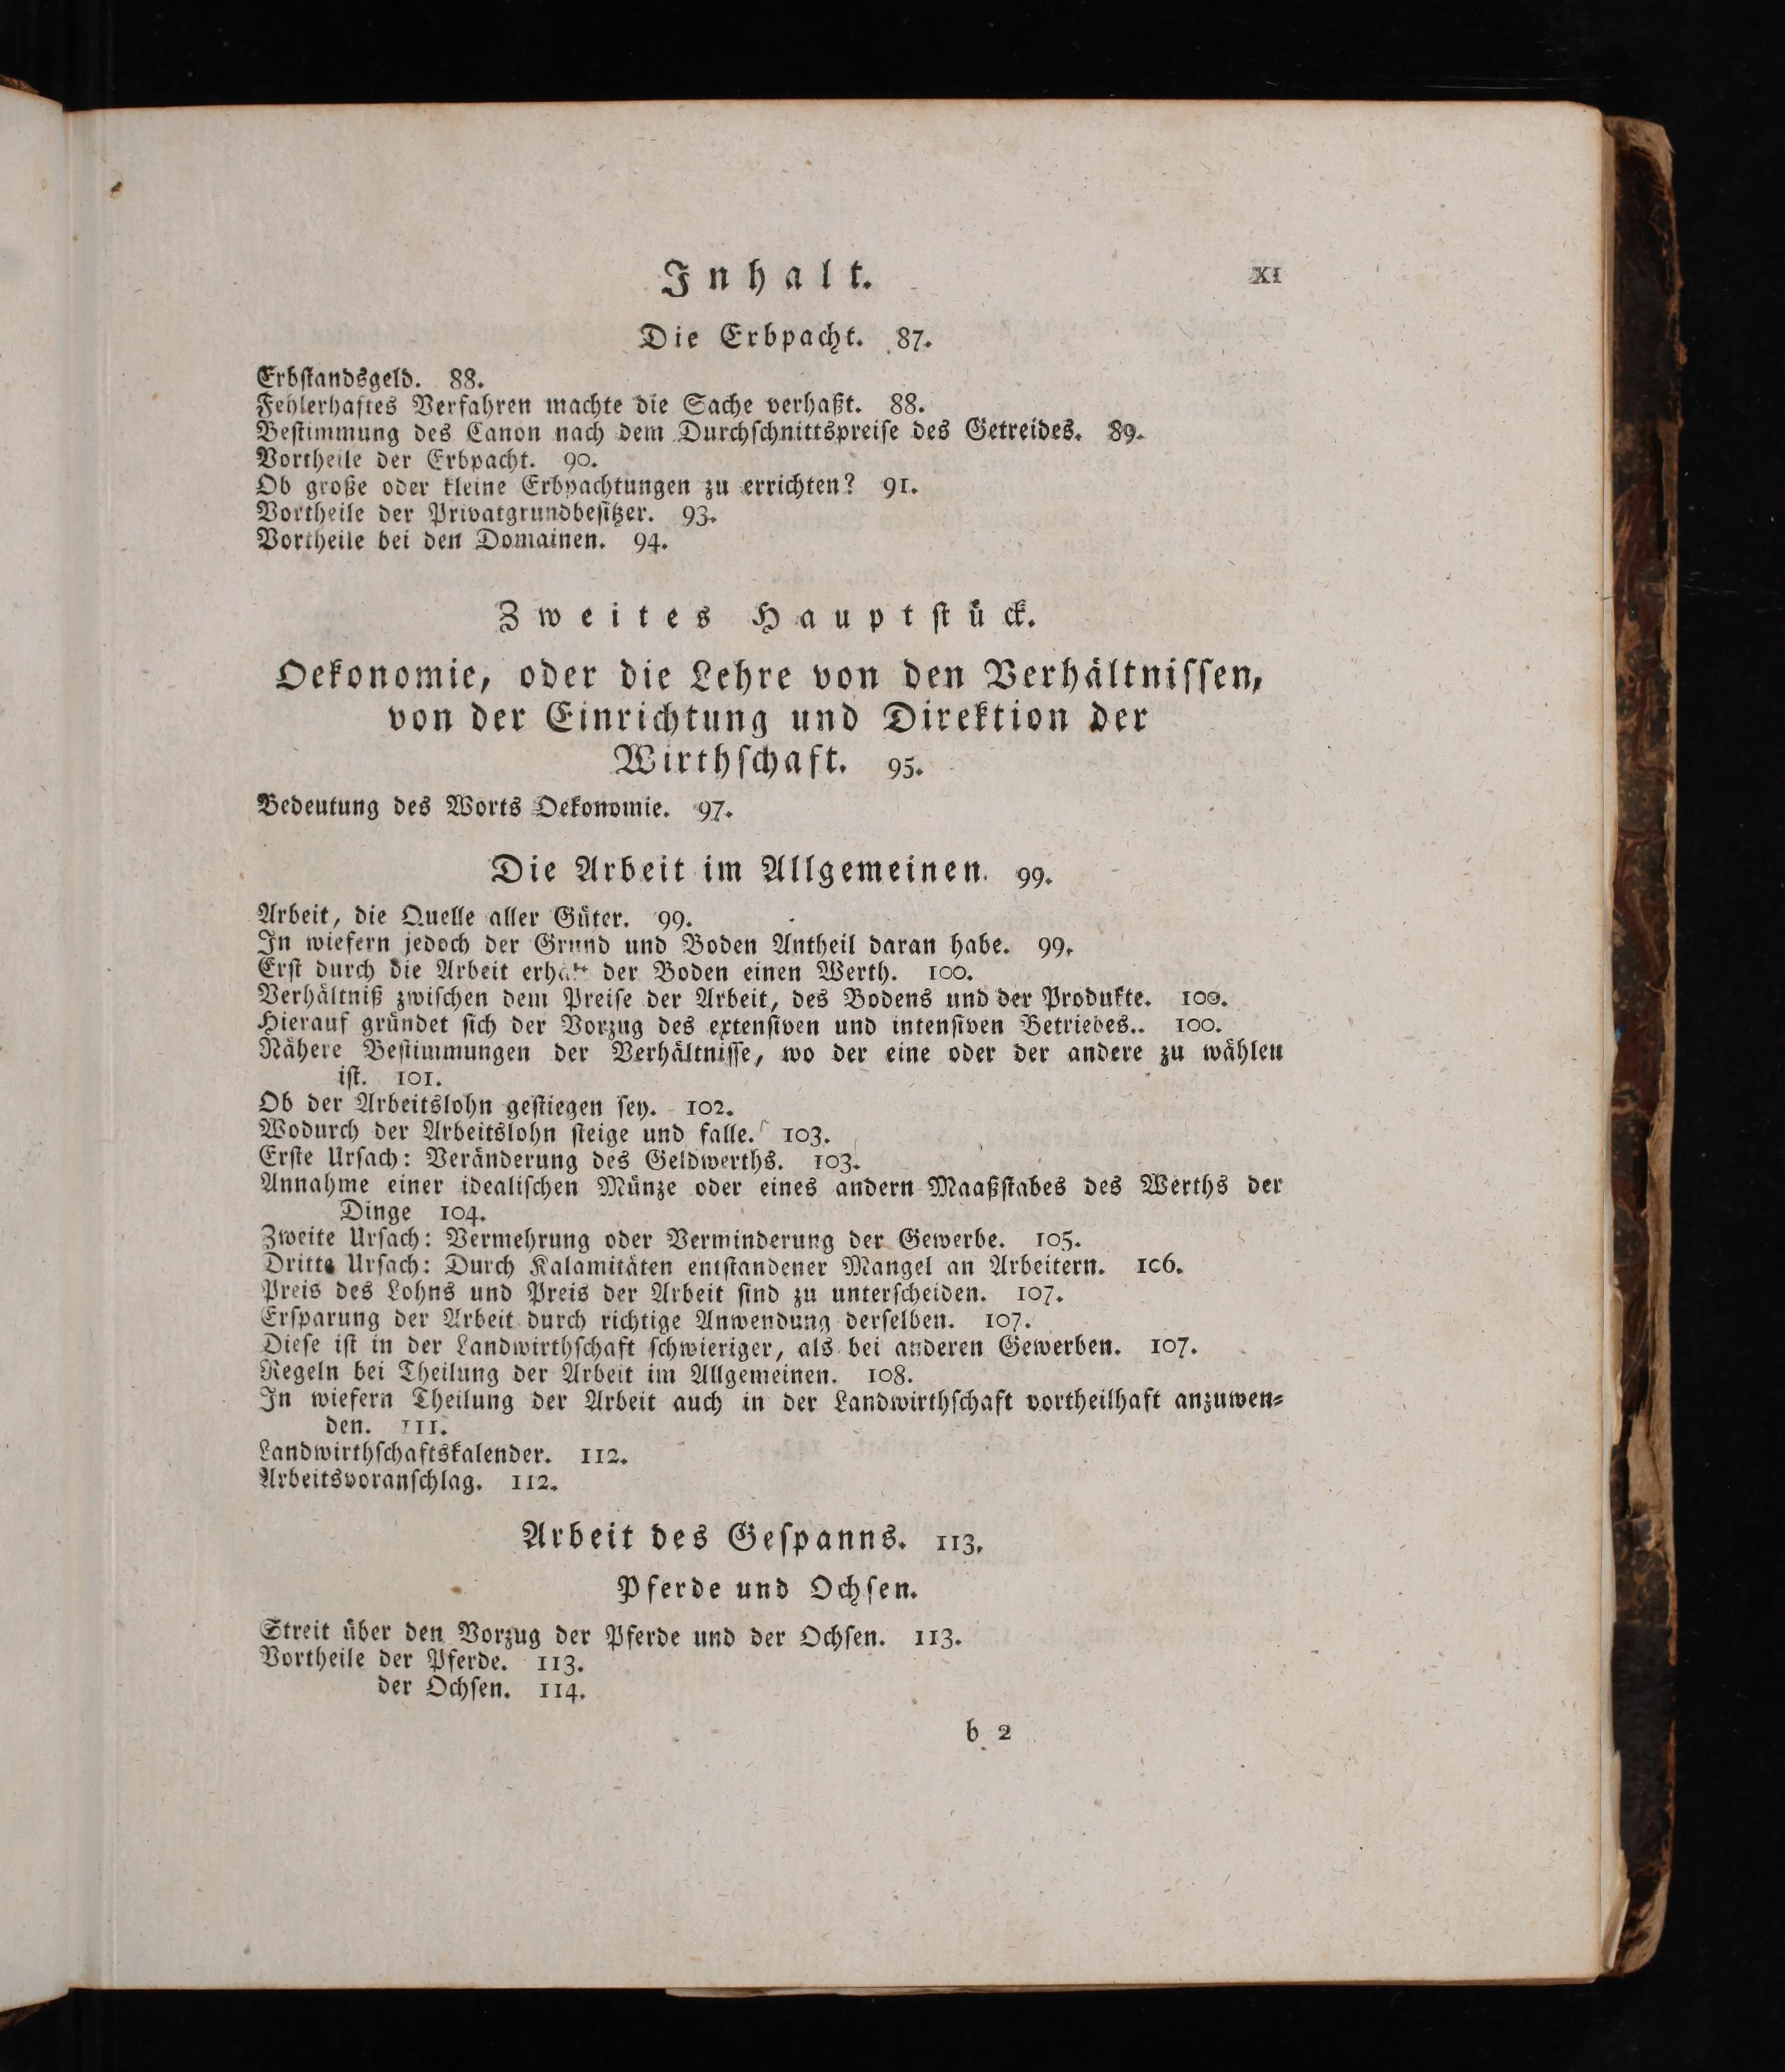 Inhalt. XI
Die Erbpacht. 87.
Erbſtandsgeld. 88.
Fehlerhaftes Verfahren machte die Sache verhaßt. 88.
Beſtimmung des Canon nach dem Durchſchnittspreiſe des Getreides. 89.
Vortheile der Erbpacht. 90.
Ob große oder kleine Erbpachtungen zu errichten? 91.
Vortheile der Privatgrundbeſitzer. 93.
Vortheile bei den Domainen. 94.
Zweites Hauptſtück.
Oekonomie, oder die Lehre von den Verhältniſſen,
von der Einrichtung und Direktion der
Wirthſchaft. 95.
Bedeutung des Worts Oekonomie. 97.
Die Arbeit im Allgemeinen. 99.
Arbeit, die Quelle aller Güter. 99.
In wiefern jedoch der Grund und Boden Antheil daran habe. 99.
Erſt durch die Arbeit erhält der Boden einen Werth. 100.
Verhältniß zwiſchen dem Preiſe der Arbeit, des Bodens und der Produkte. 100.
Hierauf gründet ſich der Vorzug des extenſiven und intenſiven Betriebes.. 100.
Nähere Beſtimmungen der Verhältniſſe, wo der eine oder der andere zu wählen
iſt. 101.
Ob der Arbeitslohn geſtiegen ſey. 102.
Wodurch der Arbeitslohn ſteige und falle. 103.
Erſte Urſach: Veränderung des Geldwerths. 103.
Annahme einer idealiſchen Münze oder eines andern Maaßſtabes des Werths der
Dinge 104.
Zweite Urſach: Vermehrung oder Verminderung der Gewerbe. 105.
Dritte Urſach: Durch Kalamitäten entſtandener Mangel an Arbeitern. 106.
Preis des Lohns und Preis der Arbeit ſind zu unterſcheiden. 107.
Erſparung der Arbeit durch richtige Anwendung derſelben. 107.
Dieſe iſt in der Landwirthſchaft ſchwieriger, als bei anderen Gewerben. 107.
Regeln bei Theilung der Arbeit im Allgemeinen. 108.
In wiefern Theilung der Arbeit auch in der Landwirthſchaft vortheilhaft anzuwen⸗
den. 111.
Landwirthſchaftskalender. 112.
Arbeitsvoranſchlag. 112.
Arbeit des Geſpanns. 113.
Pferde und Ochſen.
Streit über den Vorzug der Pferde und der Ochſen. 113.
Vortheile der Pferde. 113.
der Ochſen. 114.
b 2